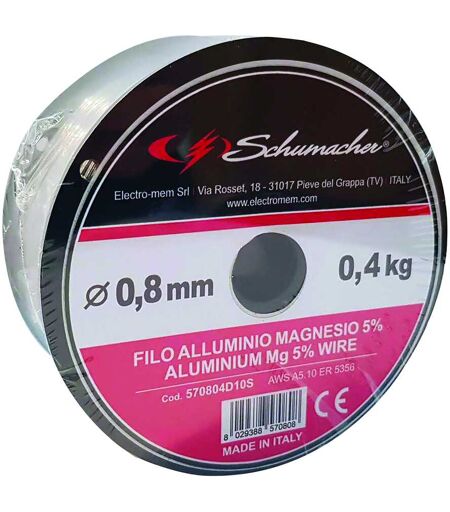 Schumacher®
Electro-mem Srl | Via Rosset, 18 - 31017 Pieve del Grappa (TV) ITALY
www.electromem.com
Ø 0,8 mm
0,4 kg
FILO ALLUMINIO MAGNESIO 5%
ALUMINIUM Mg 5% WIRE
Cod. 570804D10S AWS A5.10 ER 5356
8 029388 570808
CE
MADE IN ITALY